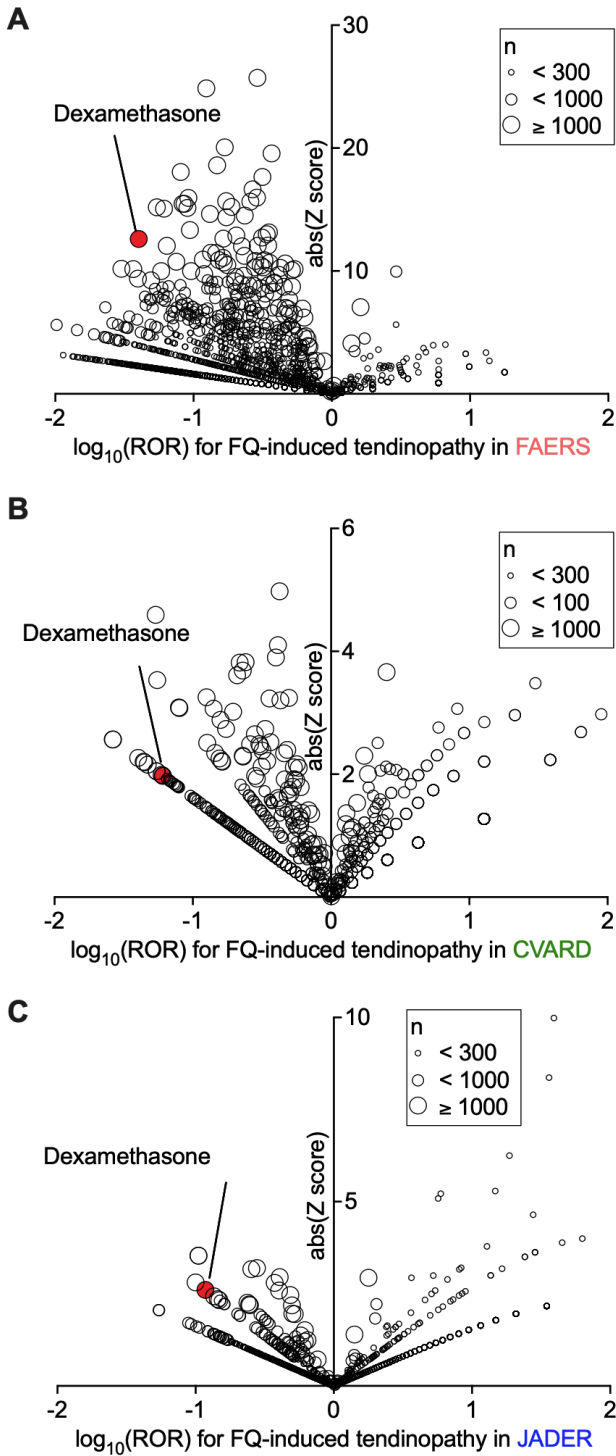 A
30
n
< 300
< 1000
≥ 1000
Dexamethasone
20
abs(Z score)
10
-2 -1 0 1 2
log10(ROR) for FQ-induced tendinopathy in FAERS
B
6
n
< 300
< 100
≥ 1000
Dexamethasone
4
abs(Z score)
2
-2 -1 0 1 2
log10(ROR) for FQ-induced tendinopathy in CVARD
C
10
n
< 300
< 1000
≥ 1000
Dexamethasone
abs(Z score)
5
-2 -1 0 1 2
log10(ROR) for FQ-induced tendinopathy in JADER